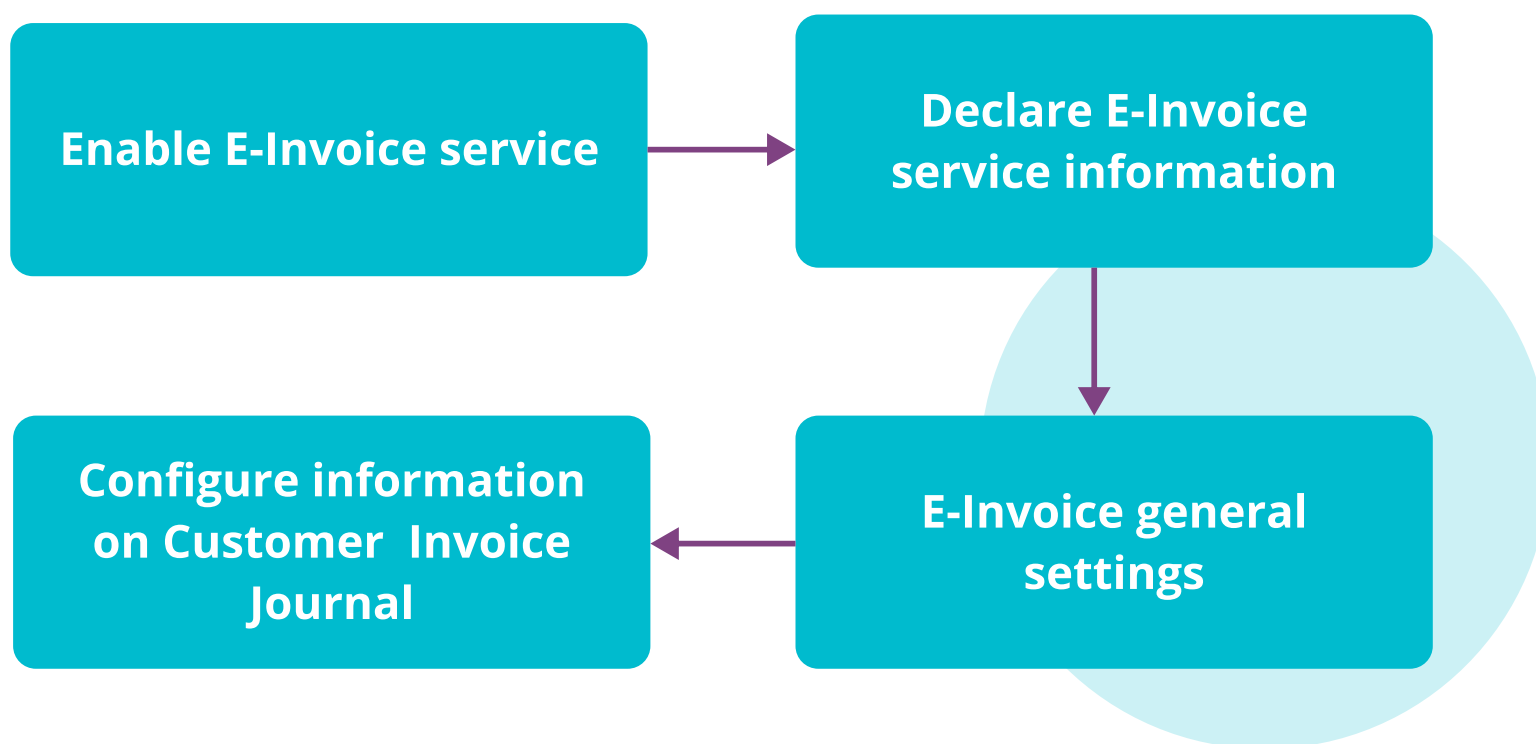 Enable E-Invoice service
Declare E-Invoice
service information
E-Invoice general
settings
Configure information
on Customer  Invoice
Journal